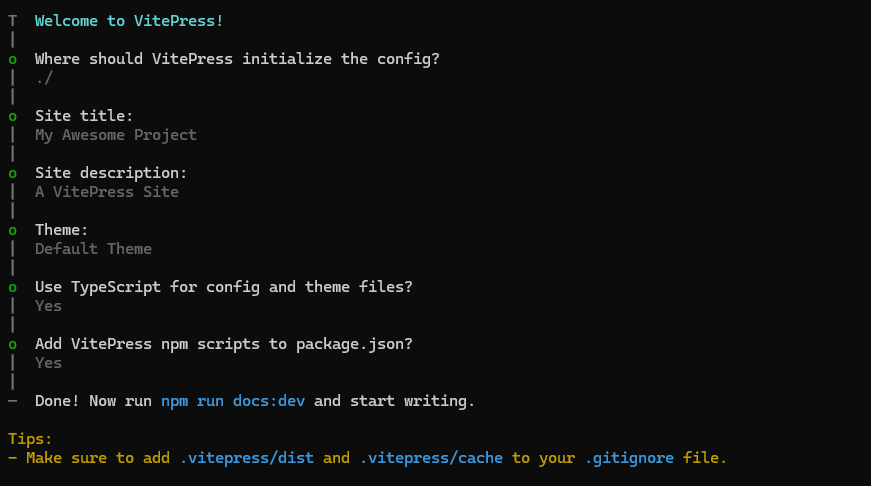 T  Welcome to VitePress!
|
o  Where should VitePress initialize the config?
|  ./
|
o  Site title:
|  My Awesome Project
|
o  Site description:
|  A VitePress Site
|
o  Theme:
|  Default Theme
|
o  Use TypeScript for config and theme files?
|  Yes
|
o  Add VitePress npm scripts to package.json?
|  Yes
|
—  Done! Now run npm run docs:dev and start writing.

Tips:
- Make sure to add .vitepress/dist and .vitepress/cache to your .gitignore file.